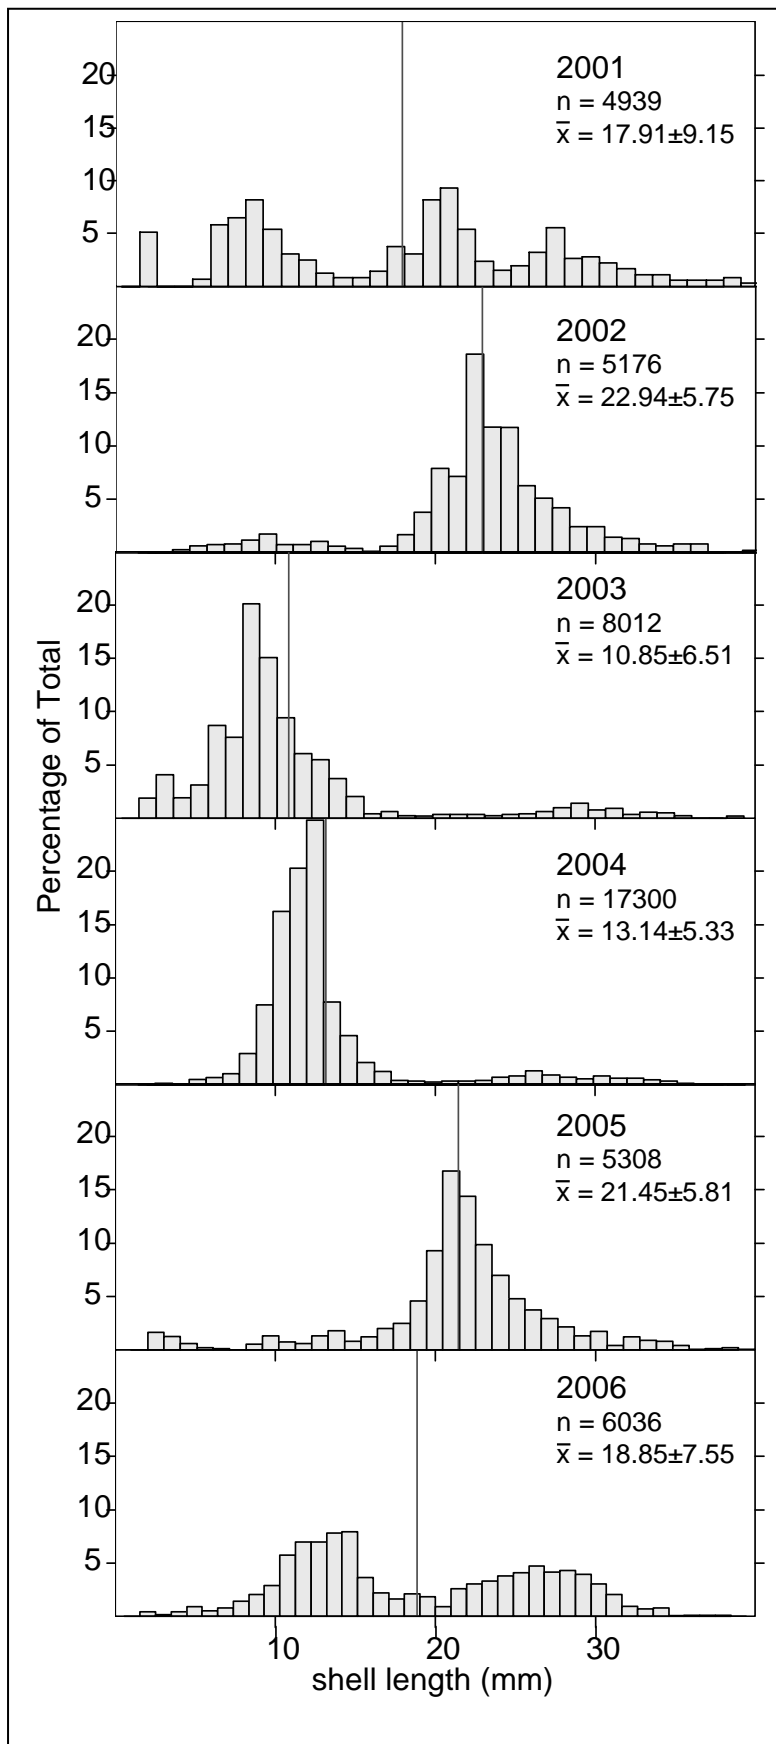 20
15
10
5
2001
n = 4939
x̄ = 17.91±9.15
20
15
10
5
2002
n = 5176
x̄ = 22.94±5.75
20
15
10
5
2003
n = 8012
x̄ = 10.85±6.51
Percentage of Total
20
15
10
5
2004
n = 17300
x̄ = 13.14±5.33
20
15
10
5
2005
n = 5308
x̄ = 21.45±5.81
20
15
10
5
2006
n = 6036
x̄ = 18.85±7.55
10 20 30
shell length (mm)